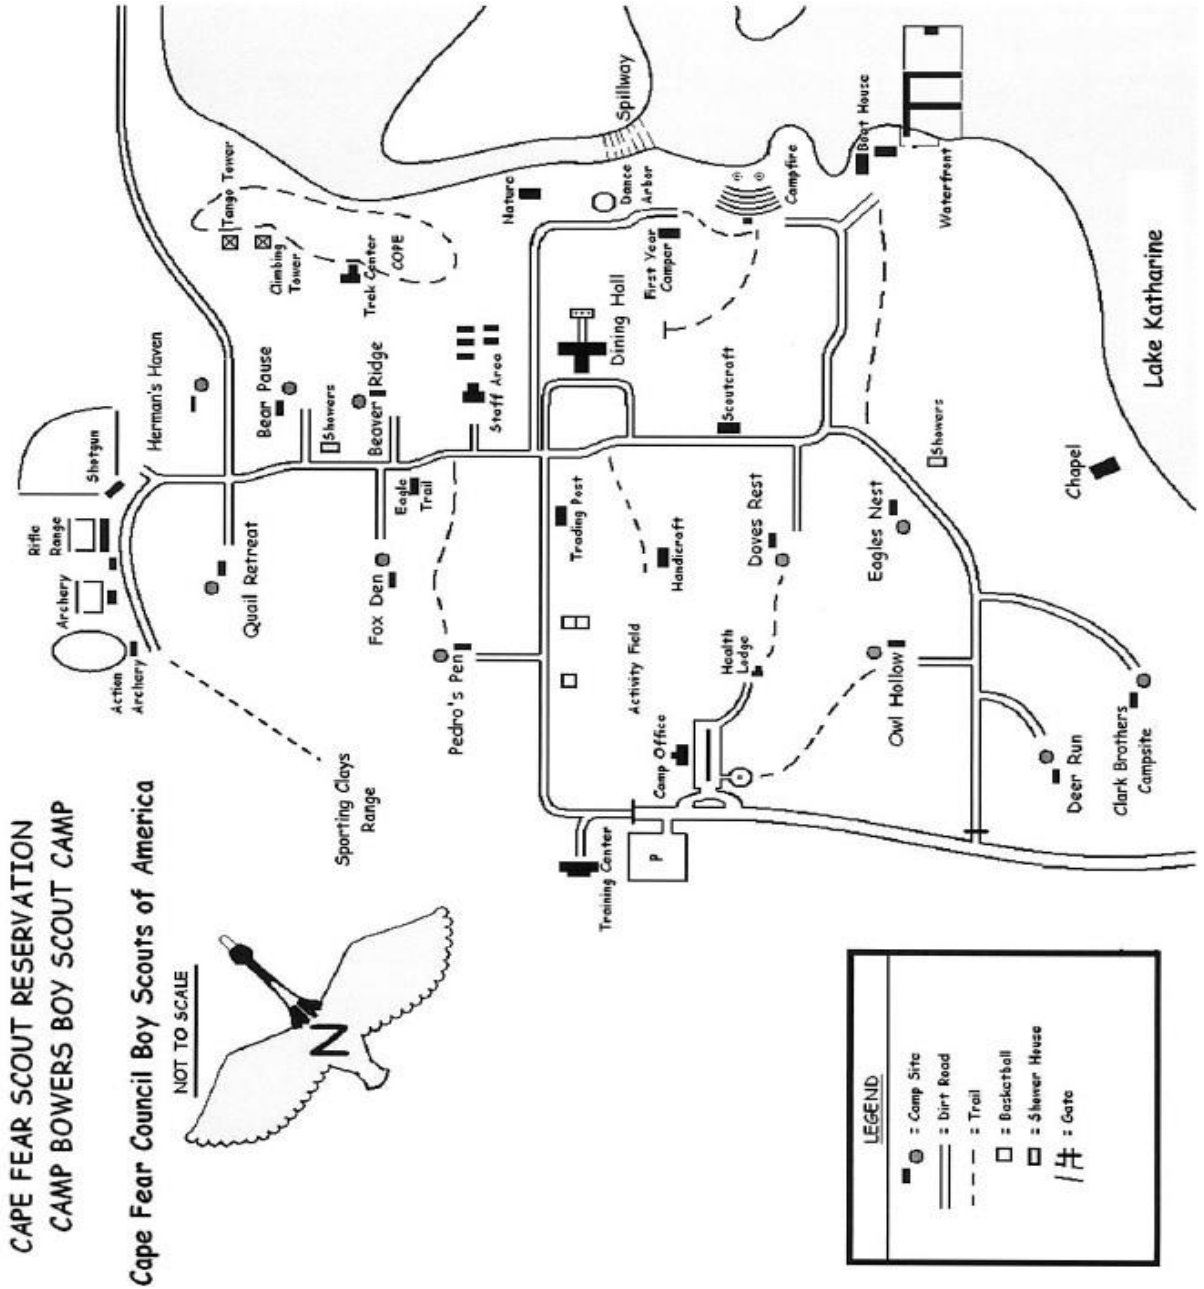 CAPE FEAR SCOUT RESERVATION
CAMP BOWERS BOY SCOUT CAMP
Cape Fear Council Boy Scouts of America
NOT TO SCALE
N
Sporting Clays
Range
Action
Archery
Archery
Rifle
Range
Shotgun
Herman's Haven
Quail Retreat
Bear Pause
Showers
Beaver Ridge
Fox Den
Eagle
Trail
Pedro's Pen
Tango Tower
Climbing
Tower
Trek Center
COPE
Staff Area
Nature
Dining Hall
Trading Post
Activity Field
Handicraft
Training Center
P
Camp Office
Health
Lodge
Doves Rest
Scoutcraft
First Year
Camper
Dance
Arbor
Spillway
Campfire
Boat House
Waterfront
Eagles Nest
Showers
Owl Hollow
Deer Run
Clark Brothers
Campsite
Chapel
Lake Katharine
LEGEND
= Camp Site
= Dirt Road
= Trail
= Basketball
= Shower House
= Gate